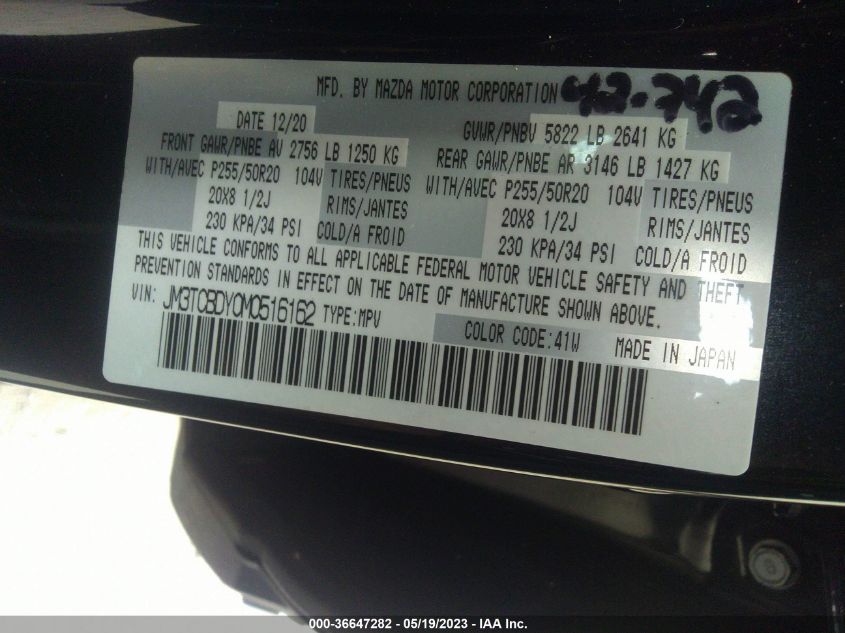 MFD. BY MAZDA MOTOR CORPORATION 42-742
DATE 12/20
GVWR/PNBV 5822 LB 2641 KG
FRONT GAWR/PNBE AV 2756 LB 1250 KG
REAR GAWR/PNBE AR 3146 LB 1427 KG
WITH/AVEC P255/50R20 104V TIRES/PNEUS
WITH/AVEC P255/50R20 104V TIRES/PNEUS
20X8 1/2J RIMS/JANTES
20X8 1/2J RIMS/JANTES
230 KPA/34 PSI COLD/A FROID
230 KPA/34 PSI COLD/A FROID
THIS VEHICLE CONFORMS TO ALL APPLICABLE FEDERAL MOTOR VEHICLE SAFETY AND THEFT
PREVENTION STANDARDS IN EFFECT ON THE DATE OF MANUFACTURE SHOWN ABOVE.
VIN: JM3TCBDY0M0516162 TYPE:MPV
COLOR CODE:41W MADE IN JAPAN
000-36647282 - 05/19/2023 - IAA Inc.